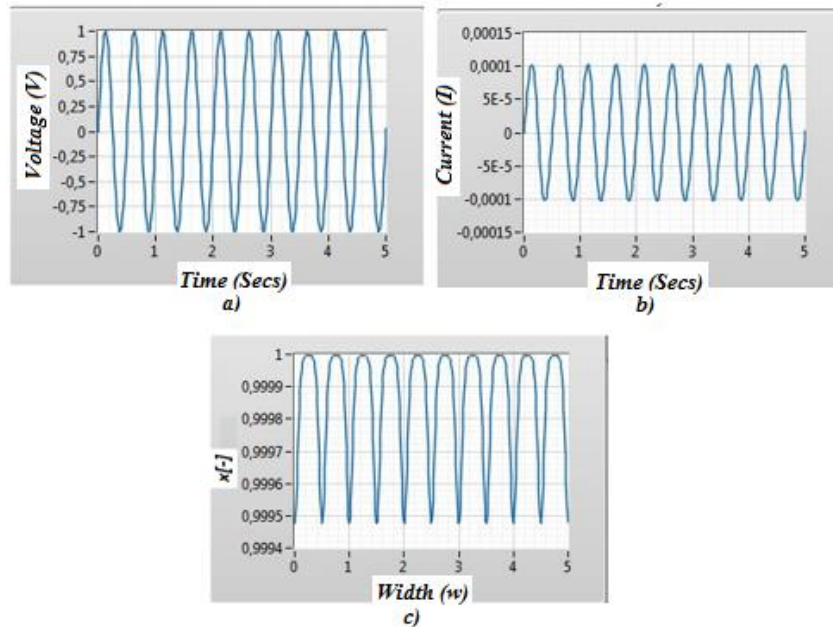 1
0,75
0,5
0,25
0
-0,25
-0,5
-0,75
-1
Voltage (V)
0 1 2 3 4 5
Time (Secs)
a)
0,00015
0,0001
5E-5
0
-5E-5
-0,0001
-0,00015
Current (I)
0 1 2 3 4 5
Time (Secs)
b)
1
0,9999
0,9998
0,9997
0,9996
0,9995
0,9994
x[-]
0 1 2 3 4 5
Width (w)
c)